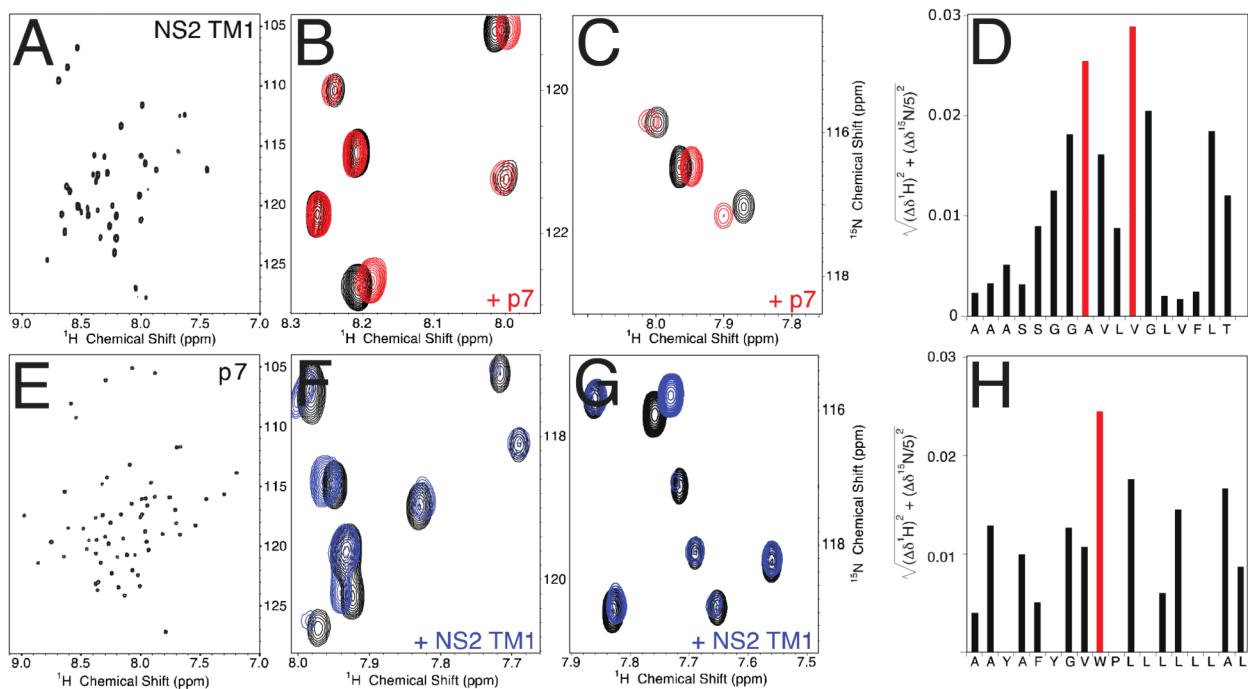 A
NS2 TM1
105
110
115
120
125
9.0 8.5 8.0 7.5 7.0
¹H Chemical Shift (ppm)
B
+ p7
120
122
8.3 8.2 8.1 8.0
¹H Chemical Shift (ppm)
C
+ p7
116
118
¹⁵N Chemical Shift (ppm)
8.0 7.9 7.8
¹H Chemical Shift (ppm)
D
√(Δδ¹H)² + (Δδ¹⁵N/5)²
0.03
0.02
0.01
0
A A A S S G G A V L V G L V F L T
E
p7
105
110
115
120
125
9.0 8.5 8.0 7.5 7.0
¹H Chemical Shift (ppm)
F
+ NS2 TM1
118
120
8.0 7.9 7.8 7.7
¹H Chemical Shift (ppm)
G
+ NS2 TM1
116
118
¹⁵N Chemical Shift (ppm)
7.9 7.8 7.7 7.6 7.5
¹H Chemical Shift (ppm)
H
√(Δδ¹H)² + (Δδ¹⁵N/5)²
0.03
0.02
0.01
A A Y A F Y G V W P L L L L L L A L